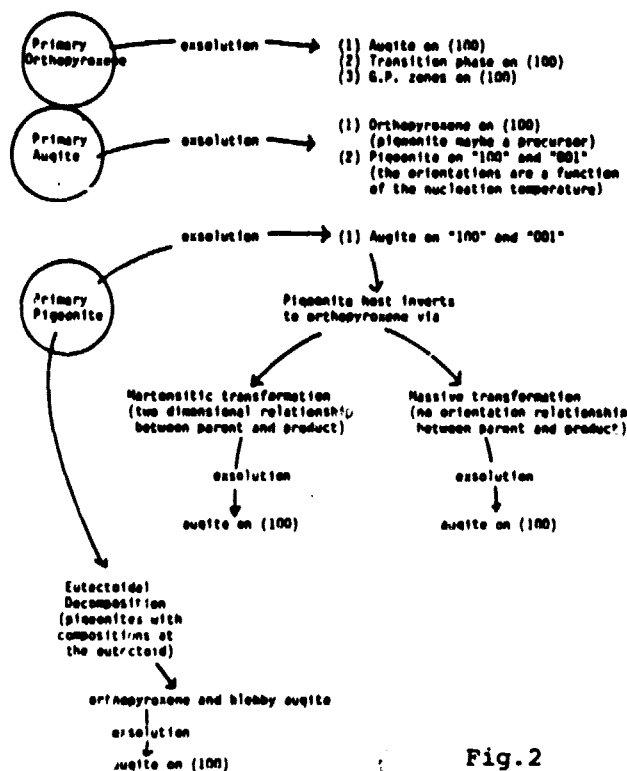 Primary
Orthopyroxene
exsolution
(1) Augite on (100)
(2) Transition phase on (100)
(3) G.P. zones on (100)
Primary
Augite
exsolution
(1) Orthopyroxene on (100)
(pigeonite maybe a precursor)
(2) Pigeonite on "100" and "001"
(the orientations are a function
of the nucleation temperature)
exsolution
(1) Augite on "100" and "001"
Primary
Pigeonite
Pigeonite host inverts
to orthopyroxene via
Martensitic transformation
(two dimensional relationship
between parent and product)
Massive transformation
(no orientation relationship
between parent and product)
exsolution
exsolution
augite on (100)
augite on (100)
Eutectoidal
Decomposition
(pigeonites with
compositions at
the eutectoid)
orthopyroxene and blebby augite
exsolution
augite on (100)
Fig.2